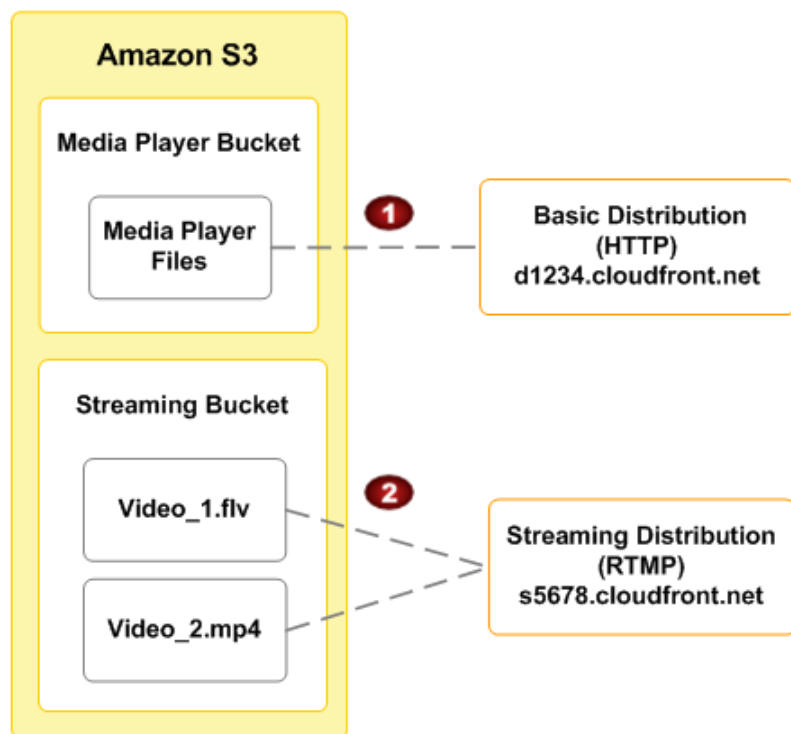 Amazon S3
Media Player Bucket
Media Player
Files
1
Basic Distribution
(HTTP)
d1234.cloudfront.net
Streaming Bucket
Video_1.flv
Video_2.mp4
2
Streaming Distribution
(RTMP)
s5678.cloudfront.net